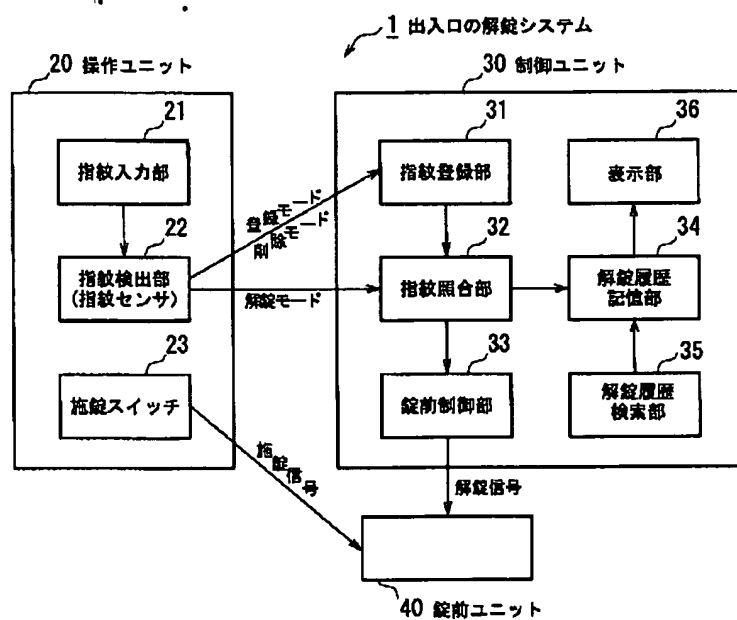 1 出入口の解錠システム
20 操作ユニット
30 制御ユニット
21
指紋入力部
22
指紋検出部
(指紋センサ)
23
施錠スイッチ
登録モード
削除モード
解錠モード
施錠信号
31
指紋登録部
32
指紋照合部
33
錠前制御部
36
表示部
34
解錠履歴
記憶部
35
解錠履歴
検索部
解錠信号
40 錠前ユニット